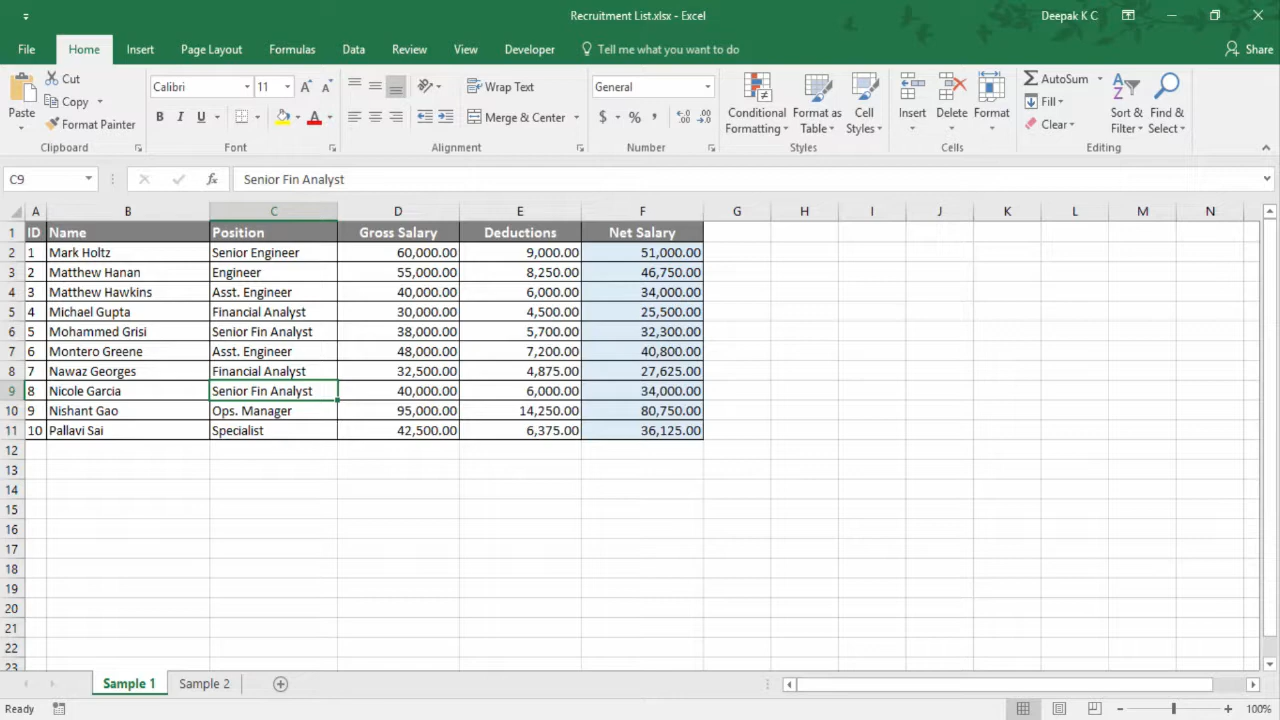 Recruitment List.xlsx - Excel
Deepak K C
File Home Insert Page Layout Formulas Data Review View Developer Tell me what you want to do Share
Paste
Cut
Copy
Format Painter
Clipboard
Calibri 11 A A
B I U A
Font
Wrap Text
Merge & Center
Alignment
General
$ % ,
Number
Conditional Formatting
Format as Table
Cell Styles
Styles
Insert
Delete
Format
Cells
AutoSum
Fill
Clear
Sort & Filter
Find & Select
Editing
C9 fx Senior Fin Analyst
A B C D E F G H I J K L M N
1 ID Name Position Gross Salary Deductions Net Salary
2 1 Mark Holtz Senior Engineer 60,000.00 9,000.00 51,000.00
3 2 Matthew Hanan Engineer 55,000.00 8,250.00 46,750.00
4 3 Matthew Hawkins Asst. Engineer 40,000.00 6,000.00 34,000.00
5 4 Michael Gupta Financial Analyst 30,000.00 4,500.00 25,500.00
6 5 Mohammed Grisi Senior Fin Analyst 38,000.00 5,700.00 32,300.00
7 6 Montero Greene Asst. Engineer 48,000.00 7,200.00 40,800.00
8 7 Nawaz Georges Financial Analyst 32,500.00 4,875.00 27,625.00
9 8 Nicole Garcia Senior Fin Analyst 40,000.00 6,000.00 34,000.00
10 9 Nishant Gao Ops. Manager 95,000.00 14,250.00 80,750.00
11 10 Pallavi Sai Specialist 42,500.00 6,375.00 36,125.00
12
13
14
15
16
17
18
19
20
21
22
23
Sample 1 Sample 2
Ready 100%